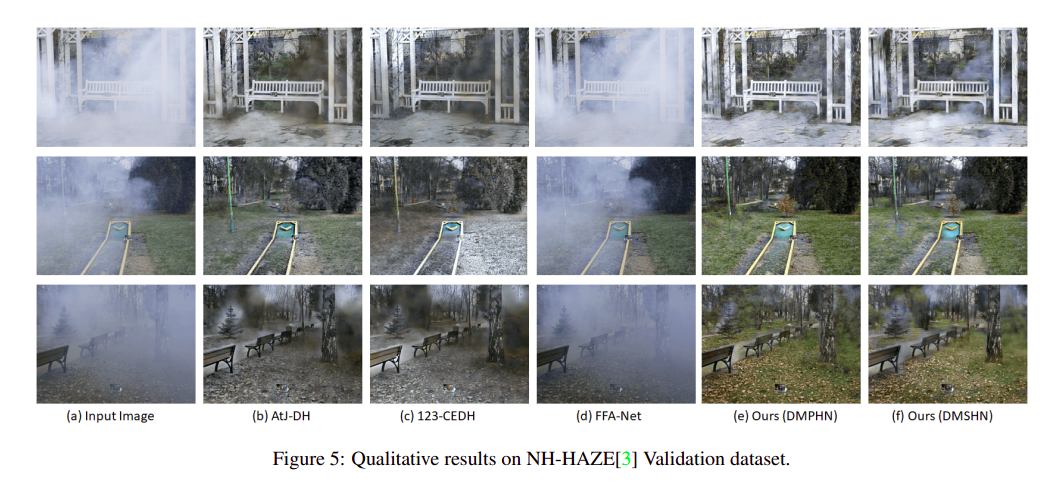 (a) Input Image (b) AtJ-DH (c) 123-CEDH (d) FFA-Net (e) Ours (DMPHN) (f) Ours (DMSHN)
Figure 5: Qualitative results on NH-HAZE[3] Validation dataset.